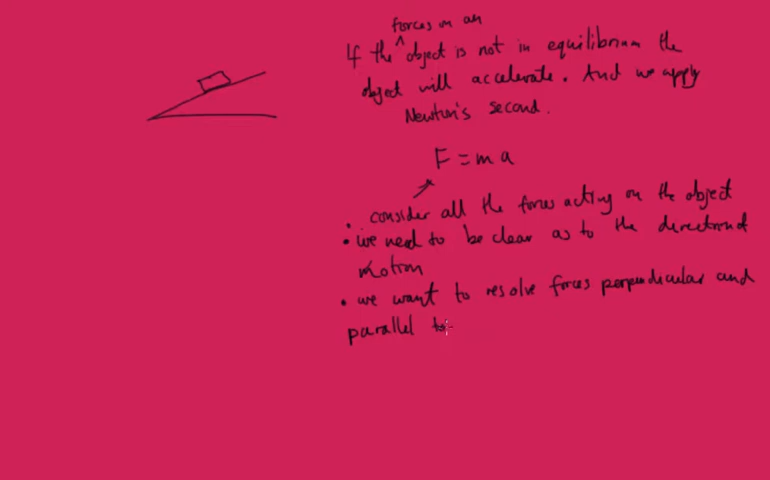 forces on an
If the ^ object is not in equilibrium the
object will accelerate. And we apply
Newton's second.
F = ma
• consider all the forces acting on the object
• we need to be clear as to the direction of
motion
• we want to resolve forces perpendicular and
parallel to